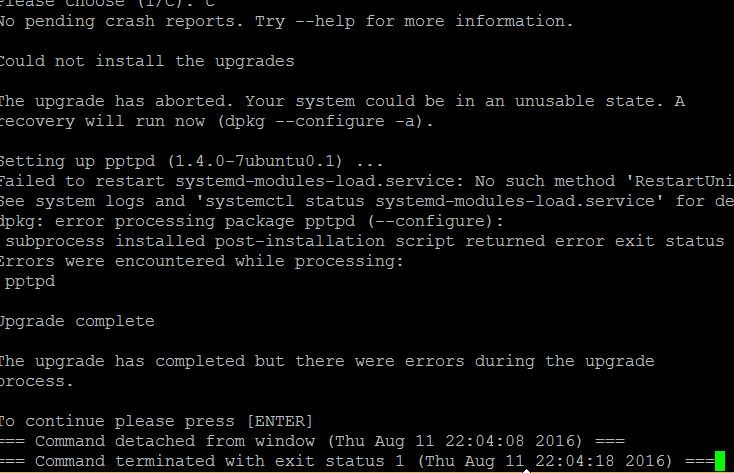 Please choose (I/C). C
No pending crash reports. Try --help for more information.
Could not install the upgrades
The upgrade has aborted. Your system could be in an unusable state. A
recovery will run now (dpkg --configure -a).
Setting up pptpd (1.4.0-7ubuntu0.1) ...
Failed to restart systemd-modules-load.service: No such method 'RestartUni
See system logs and 'systemctl status systemd-modules-load.service' for de
dpkg: error processing package pptpd (--configure):
subprocess installed post-installation script returned error exit status
Errors were encountered while processing:
pptpd
Upgrade complete
The upgrade has completed but there were errors during the upgrade
process.
To continue please press [ENTER]
=== Command detached from window (Thu Aug 11 22:04:08 2016) ===
=== Command terminated with exit status 1 (Thu Aug 11 22:04:18 2016) ===